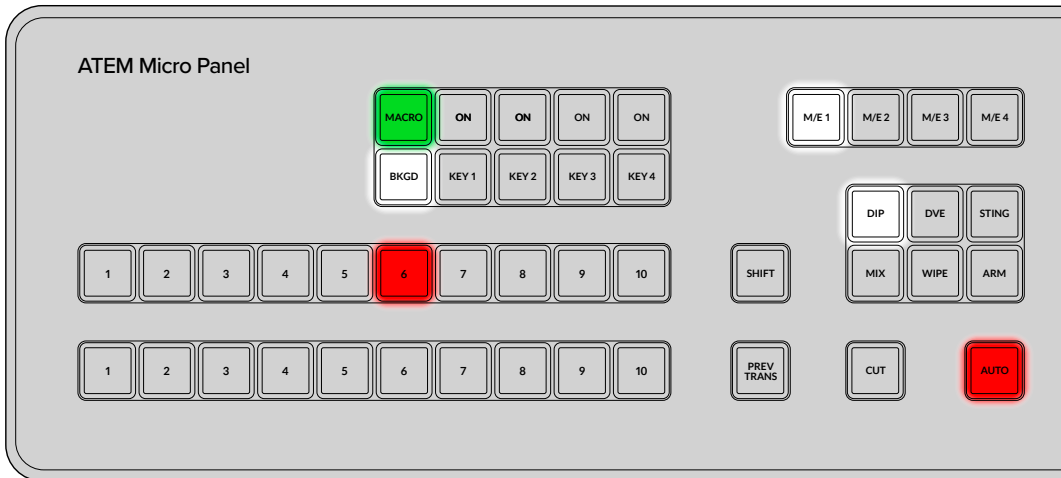 ATEM Micro Panel
MACRO ON ON ON ON
M/E 1 M/E 2 M/E 3 M/E 4
BKGD KEY 1 KEY 2 KEY 3 KEY 4
DIP DVE STING
1 2 3 4 5 6 7 8 9 10
SHIFT
MIX WIPE ARM
1 2 3 4 5 6 7 8 9 10
PREV
TRANS
CUT
AUTO